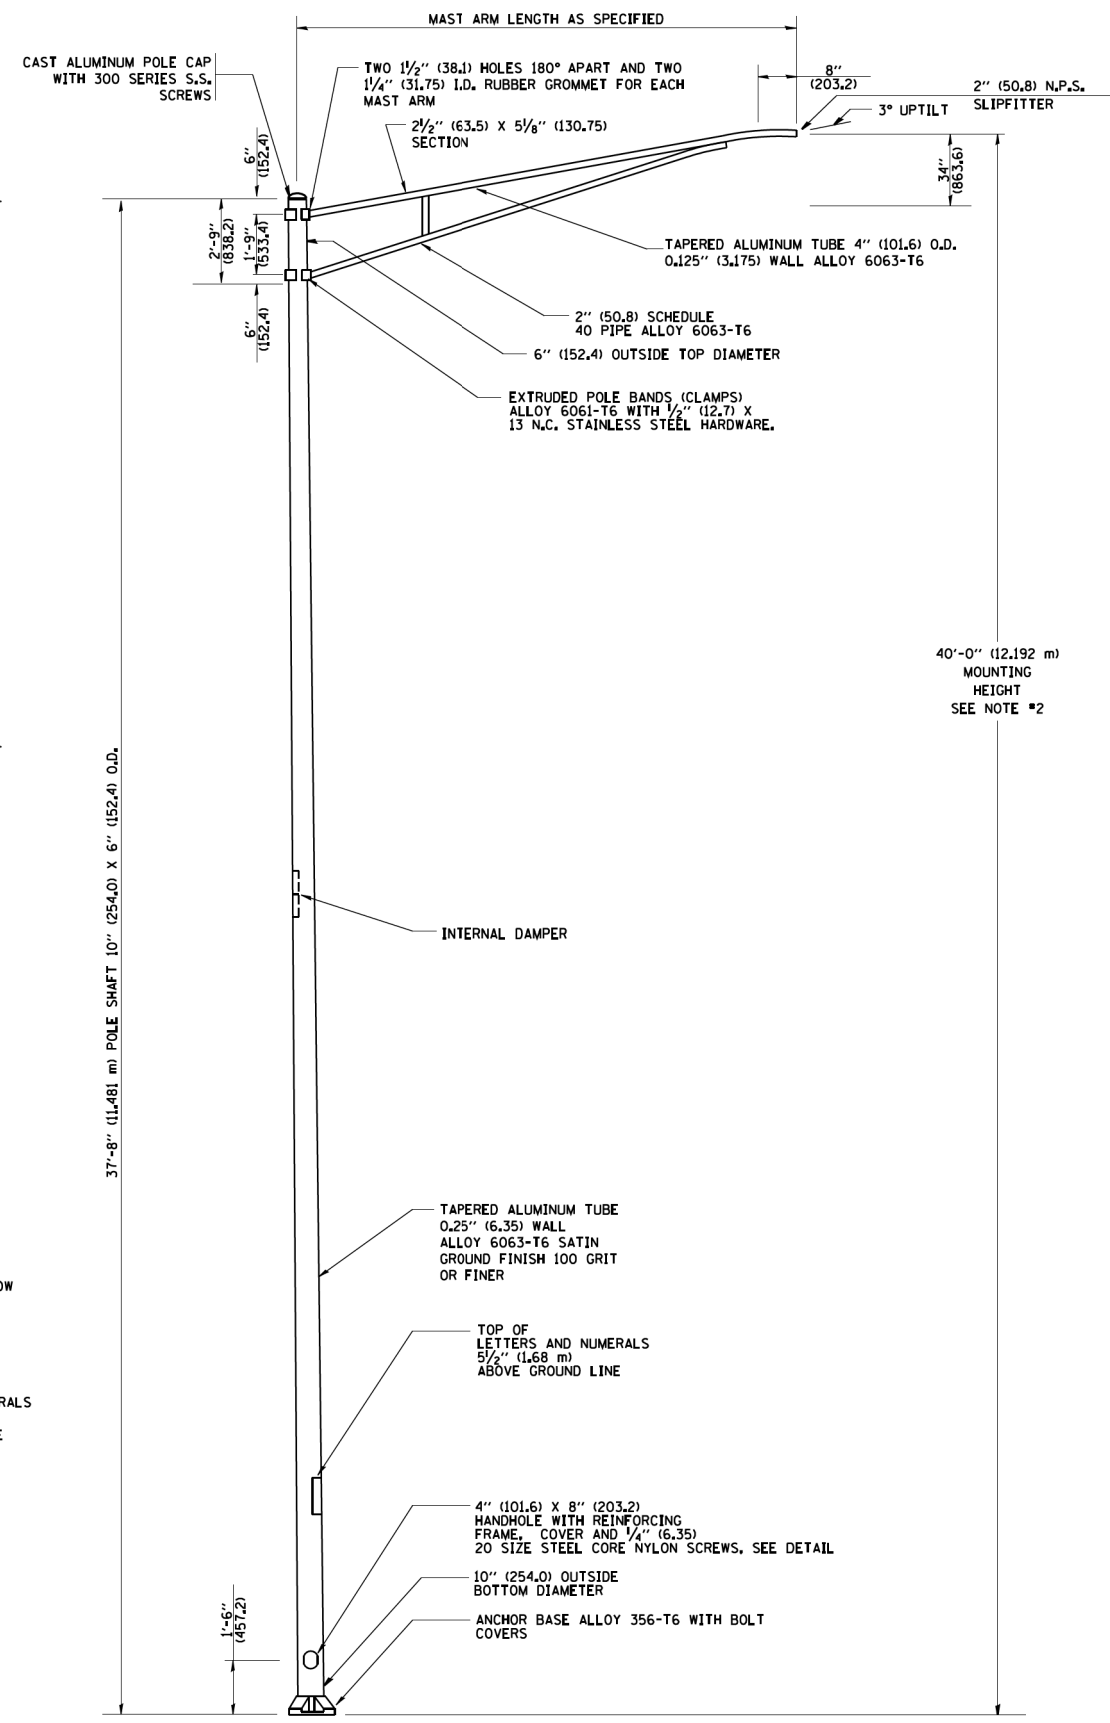 MAST ARM LENGTH AS SPECIFIED
CAST ALUMINUM POLE CAP
WITH 300 SERIES S.S.
SCREWS
TWO 1½" (38.1) HOLES 180° APART AND TWO
1¼" (31.75) I.D. RUBBER GROMMET FOR EACH
MAST ARM
8"
(203.2)
2" (50.8) N.P.S.
SLIPFITTER
3° UPTILT
2½" (63.5) X 5⅛" (130.75)
SECTION
6"
(152.4)
34"
(863.6)
2'-9"
(838.2)
1'-9"
(533.4)
TAPERED ALUMINUM TUBE 4" (101.6) O.D.
0.125" (3.175) WALL ALLOY 6063-T6
6"
(152.4)
2" (50.8) SCHEDULE
40 PIPE ALLOY 6063-T6
6" (152.4) OUTSIDE TOP DIAMETER
EXTRUDED POLE BANDS (CLAMPS)
ALLOY 6061-T6 WITH ½" (12.7) X
13 N.C. STAINLESS STEEL HARDWARE.
40'-0" (12.192 m)
MOUNTING
HEIGHT
SEE NOTE #2
37'-8" (11.481 m) POLE SHAFT 10" (254.0) X 6" (152.4) O.D.
INTERNAL DAMPER
TAPERED ALUMINUM TUBE
0.25" (6.35) WALL
ALLOY 6063-T6 SATIN
GROUND FINISH 100 GRIT
OR FINER
OW
TOP OF
LETTERS AND NUMERALS
5½" (1.68 m)
ABOVE GROUND LINE
RALS
E
4" (101.6) X 8" (203.2)
HANDHOLE WITH REINFORCING
FRAME, COVER AND ¼" (6.35)
20 SIZE STEEL CORE NYLON SCREWS, SEE DETAIL
10" (254.0) OUTSIDE
BOTTOM DIAMETER
1'-6"
(457.2)
ANCHOR BASE ALLOY 356-T6 WITH BOLT
COVERS